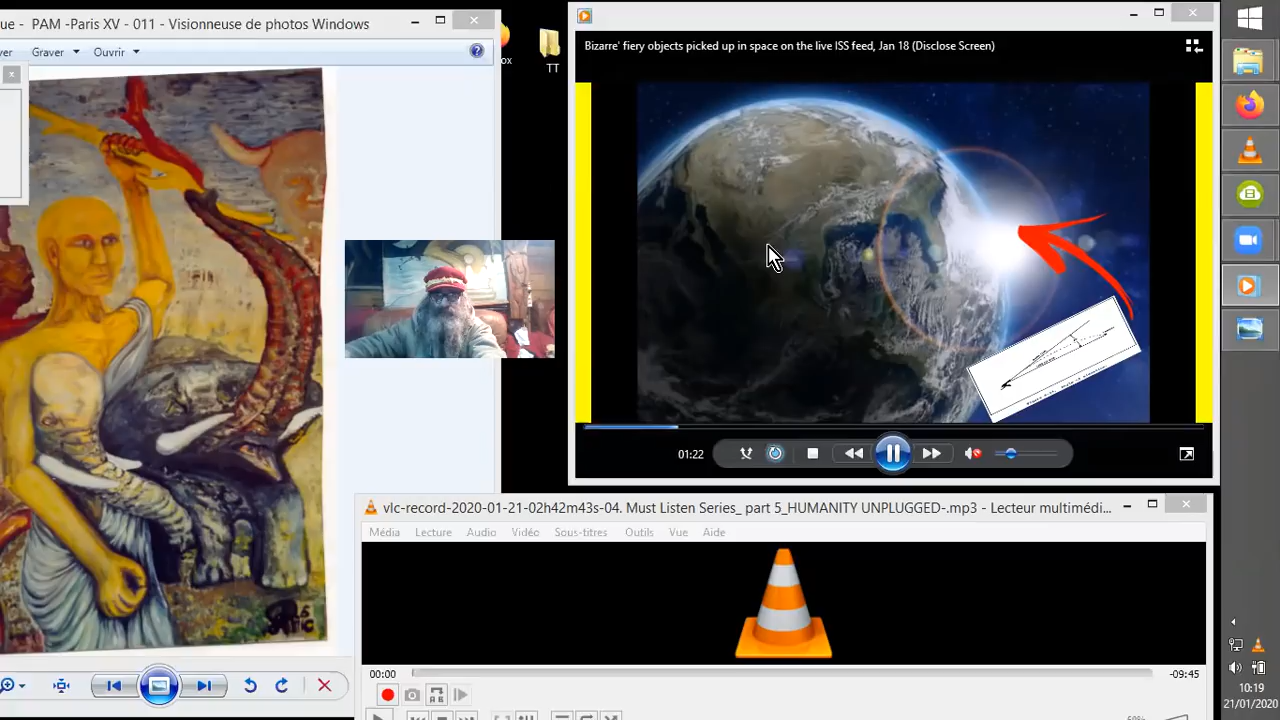 ue - PAM -Paris XV - 011 - Visionneuse de photos Windows
ver Graver Ouvrir
ox
TT
Bizarre' fiery objects picked up in space on the live ISS feed, Jan 18 (Disclose Screen)
01:22
vlc-record-2020-01-21-02h42m43s-04. Must Listen Series_ part 5_HUMANITY UNPLUGGED-.mp3 - Lecteur multimédi...
Média Lecture Audio Vidéo Sous-titres Outils Vue Aide
00:00 -09:45
10:19
21/01/2020